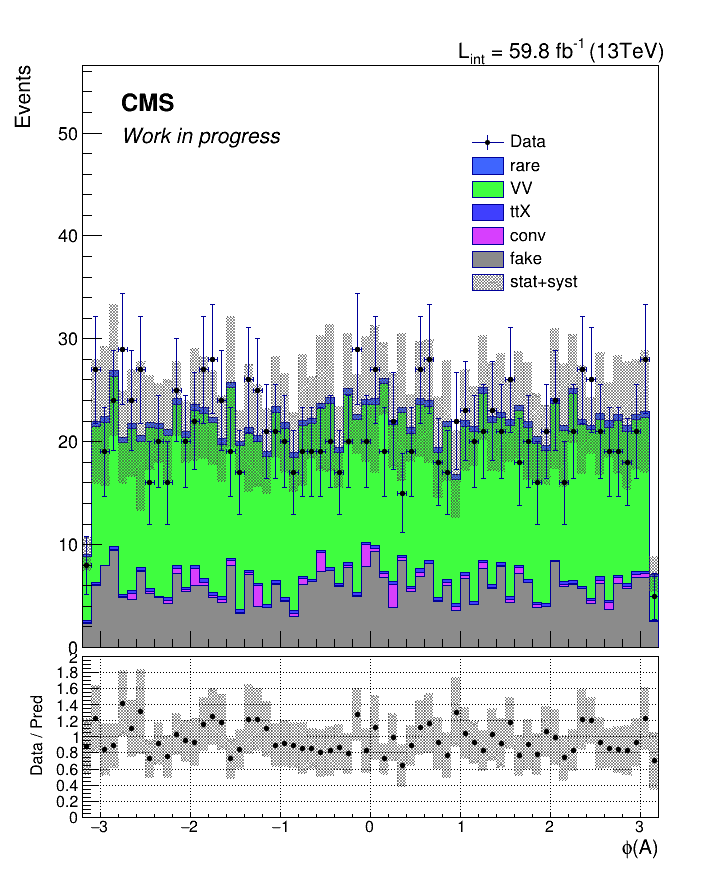 L_int = 59.8 fb⁻¹ (13TeV)
Events
CMS
Work in progress
Data
rare
VV
ttX
conv
fake
stat+syst
50
40
30
20
10
0
Data / Pred
2
1.8
1.6
1.4
1.2
1
0.8
0.6
0.4
0.2
0
−3 −2 −1 0 1 2 3
ϕ(A)